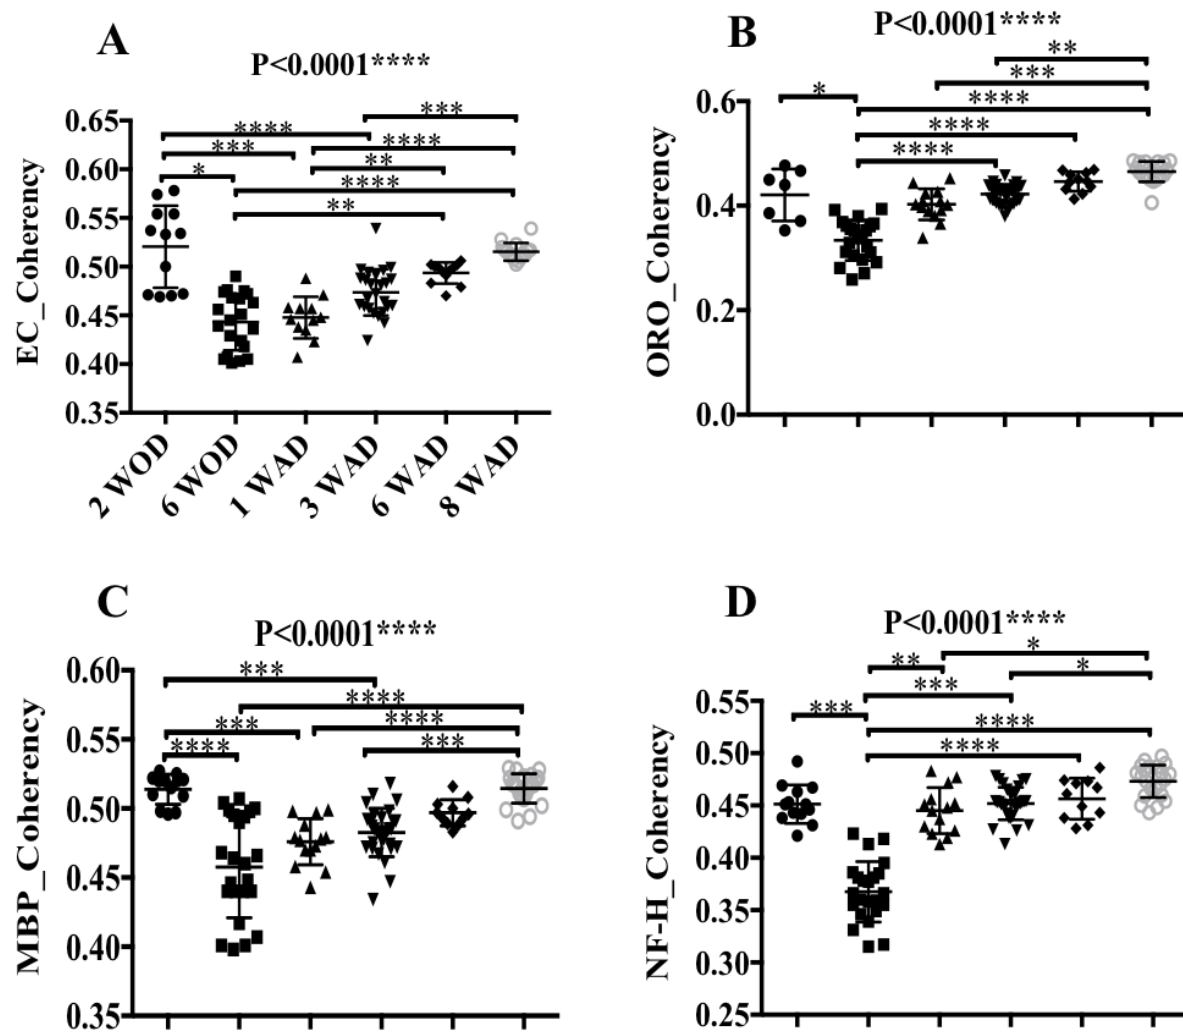 A
P<0.0001****
***
****
****
***
**
*
****
**
EC_Coherency
0.65
0.60
0.55
0.50
0.45
0.40
0.35
2 WOD
6 WOD
1 WAD
3 WAD
6 WAD
8 WAD
B
P<0.0001****
**
***
*
****
****
****
ORO_Coherency
0.6
0.4
0.2
0.0
C
P<0.0001****
***
****
***
****
****
***
MBP_Coherency
0.60
0.55
0.50
0.45
0.40
0.35
D
P<0.0001****
*
**
*
***
***
****
****
NF-H_Coherency
0.55
0.50
0.45
0.40
0.35
0.30
0.25